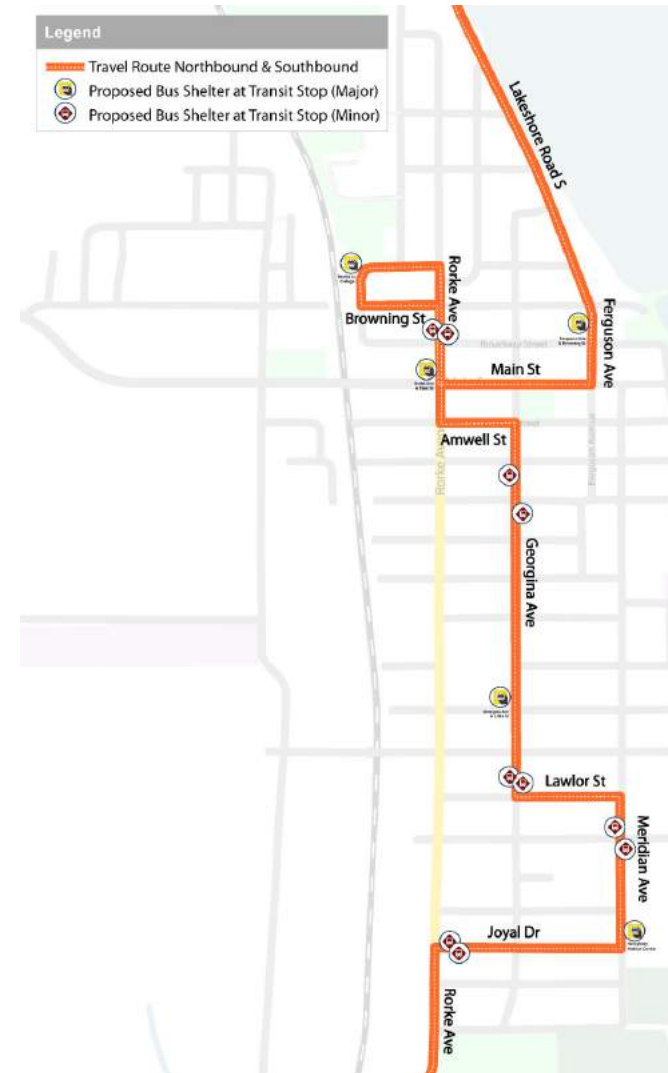 Legend
Travel Route Northbound & Southbound
Proposed Bus Shelter at Transit Stop (Major)
Proposed Bus Shelter at Transit Stop (Minor)
Lakeshore Road S
Rorke Ave
Ferguson Ave
Browning St
Main St
Amwell St
Rorke Avenue
Georgina Ave
Lawlor St
Meridian Ave
Joyal Dr
Rorke Ave